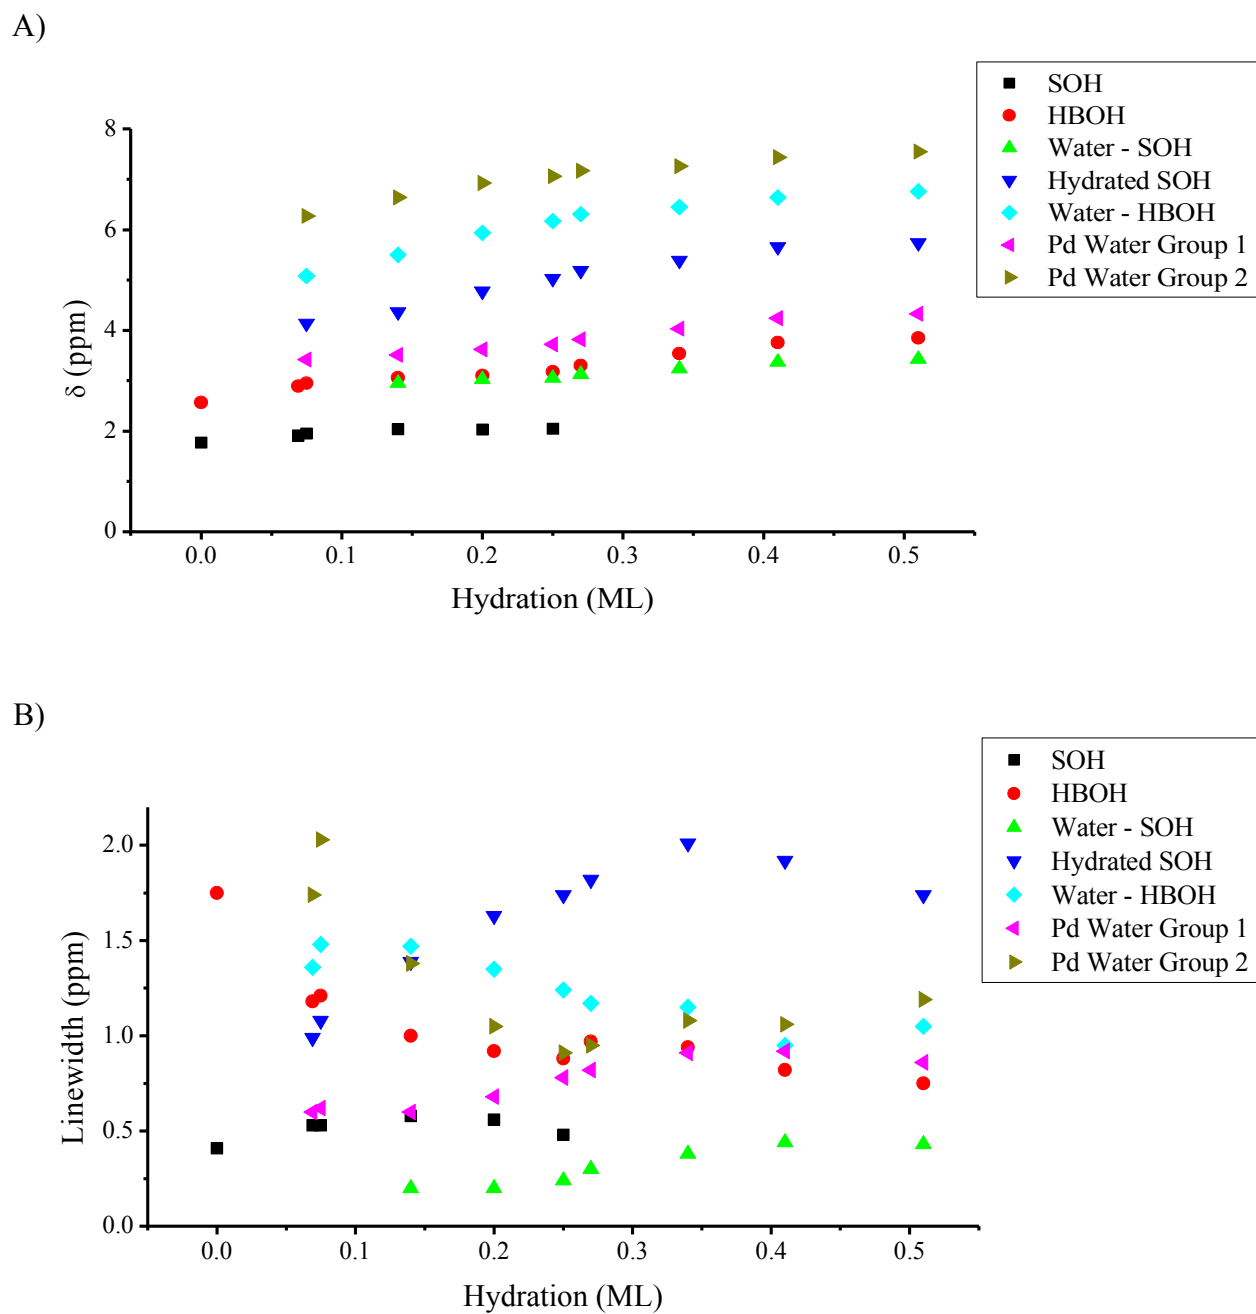 A)
SOH
HBOH
Water - SOH
Hydrated SOH
Water - HBOH
Pd Water Group 1
Pd Water Group 2
8
6
4
2
0
δ (ppm)
0.0 0.1 0.2 0.3 0.4 0.5
Hydration (ML)
B)
SOH
HBOH
Water - SOH
Hydrated SOH
Water - HBOH
Pd Water Group 1
Pd Water Group 2
2.0
1.5
1.0
0.5
0.0
Linewidth (ppm)
0.0 0.1 0.2 0.3 0.4 0.5
Hydration (ML)